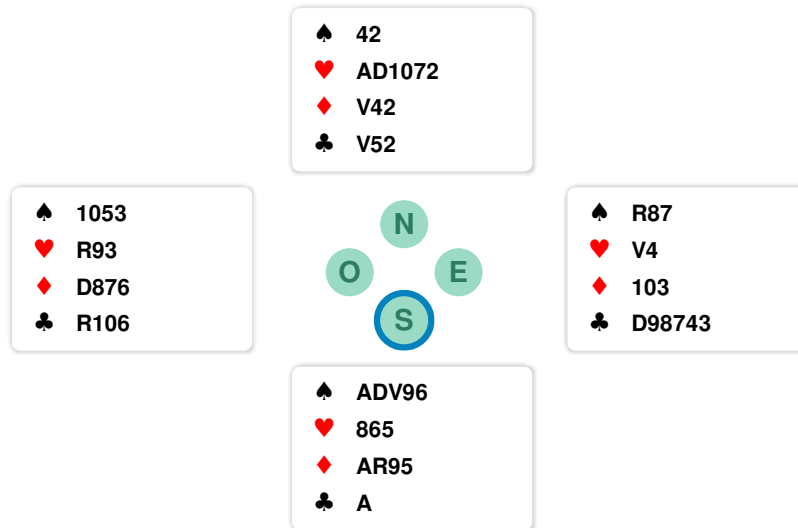 ♠ 42
♥ AD1072
♦ V42
♣ V52
♠ 1053
♥ R93
♦ D876
♣ R106
N
O E
S
♠ R87
♥ V4
♦ 103
♣ D98743
♠ ADV96
♥ 865
♦ AR95
♣ A